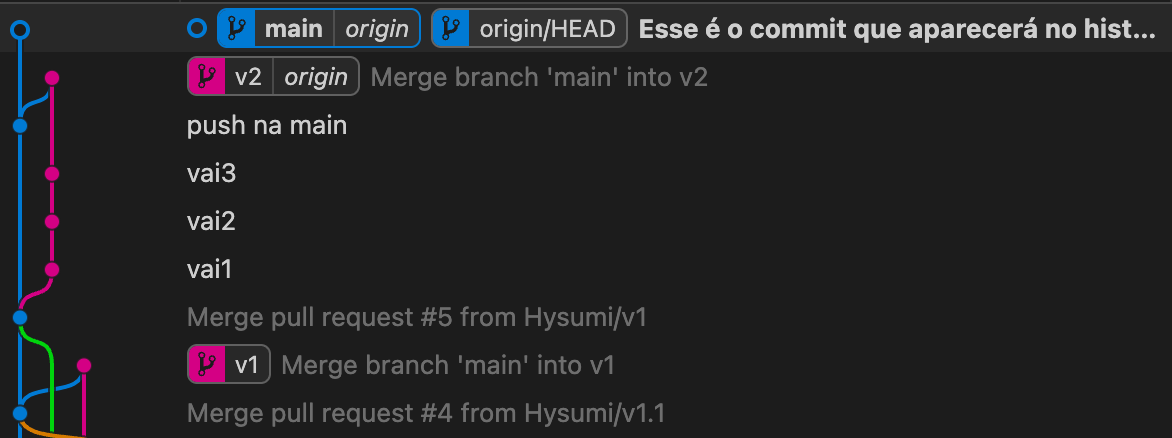 main origin origin/HEAD Esse é o commit que aparecerá no hist...
v2 origin Merge branch 'main' into v2
push na main
vai3
vai2
vai1
Merge pull request #5 from Hysumi/v1
v1 Merge branch 'main' into v1
Merge pull request #4 from Hysumi/v1.1